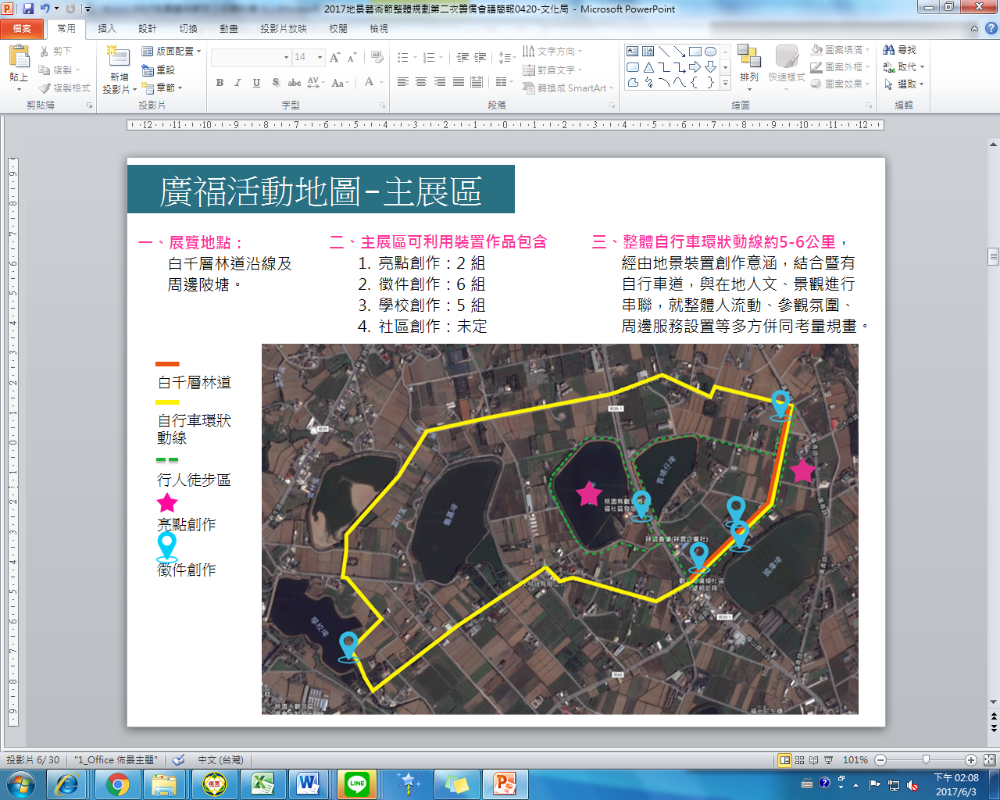 2017地景藝術節整體規劃第二次籌備會議簡報0420-文化局 - Microsoft PowerPoint
檔案 常用 插入 設計 切換 動畫 投影片放映 校閱 檢視
貼上 剪下 複製 複製格式 剪貼簿
新增投影片 版面配置 重設 章節 投影片
14 字型
文字方向 對齊文字 轉換成 SmartArt 段落
排列 快速樣式 圖案填滿 圖案外框 圖案效果 繪圖
尋找 取代 選取 編輯
廣福活動地圖-主展區
一、展覽地點：
白千層林道沿線及
周邊陂塘。
二、主展區可利用裝置作品包含
1. 亮點創作：2 組
2. 徵件創作：6 組
3. 學校創作：5 組
4. 社區創作：未定
三、整體自行車環狀動線約5-6公里，
經由地景裝置創作意涵，結合暨有
自行車道，與在地人文、景觀進行
串聯，就整體人流動、參觀氛圍、
周邊服務設置等多方併同考量規畫。
白千層林道
自行車環狀
動線
行人徒步區
亮點創作
徵件創作
學校埤
投影片 6/ 30 "1_Office 佈景主題" 中文 (台灣) 101%
LINE
下午 02:08
2017/6/3